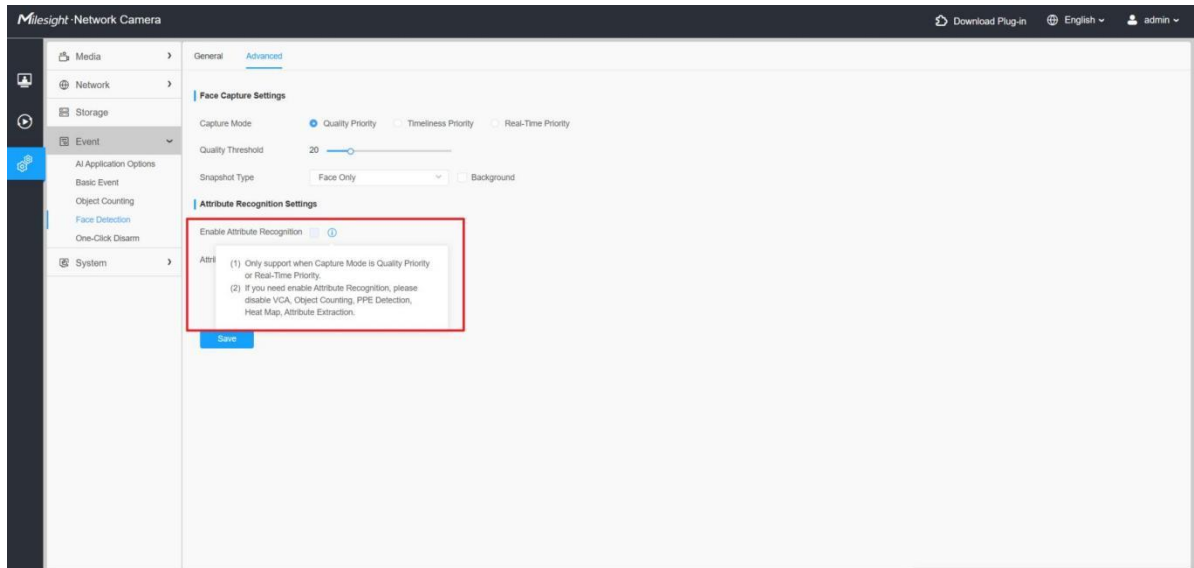 Milesight · Network Camera
Download Plug-in
English
admin
Media
Network
Storage
Event
AI Application Options
Basic Event
Object Counting
Face Detection
One-Click Disarm
System
General Advanced
Face Capture Settings
Capture Mode Quality Priority Timeliness Priority Real-Time Priority
Quality Threshold 20
Snapshot Type Face Only Background
Attribute Recognition Settings
Enable Attribute Recognition
(1) Only support when Capture Mode is Quality Priority
or Real-Time Priority.
(2) If you need enable Attribute Recognition, please
disable VCA, Object Counting, PPE Detection,
Heat Map, Attribute Extraction.
Save